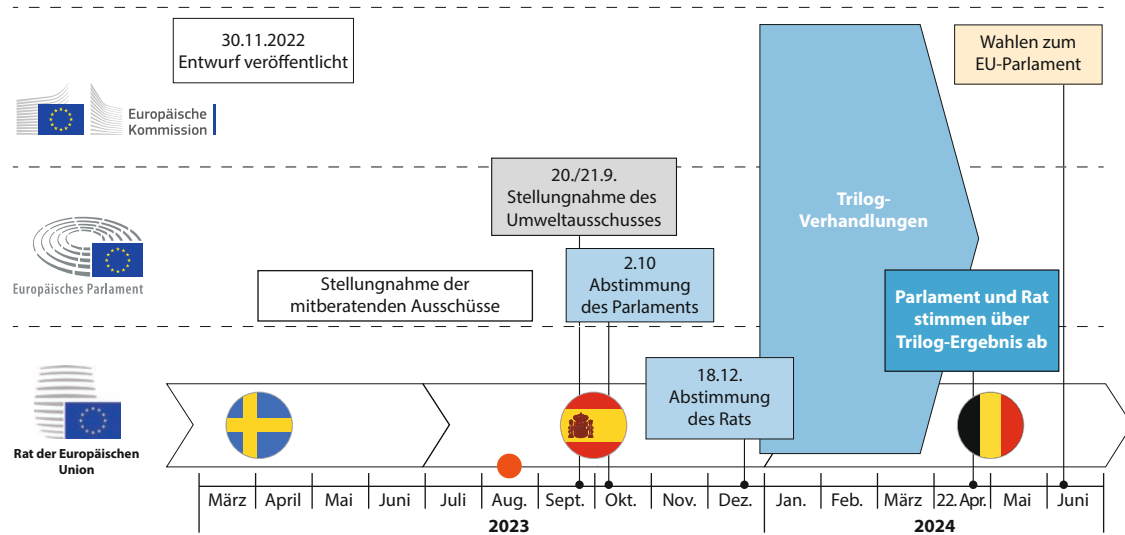 30.11.2022
Entwurf veröffentlicht
Wahlen zum
EU-Parlament
Europäische
Kommission
20./21.9.
Stellungnahme des
Umweltausschusses
Trilog-
Verhandlungen
Europäisches Parlament
Stellungnahme der
mitberatenden Ausschüsse
2.10
Abstimmung
des Parlaments
Parlament und Rat
stimmen über
Trilog-Ergebnis ab
18.12.
Abstimmung
des Rats
Rat der Europäischen
Union
März April Mai Juni Juli Aug. Sept. Okt. Nov. Dez. Jan. Feb. März 22. Apr. Mai Juni
2023 2024